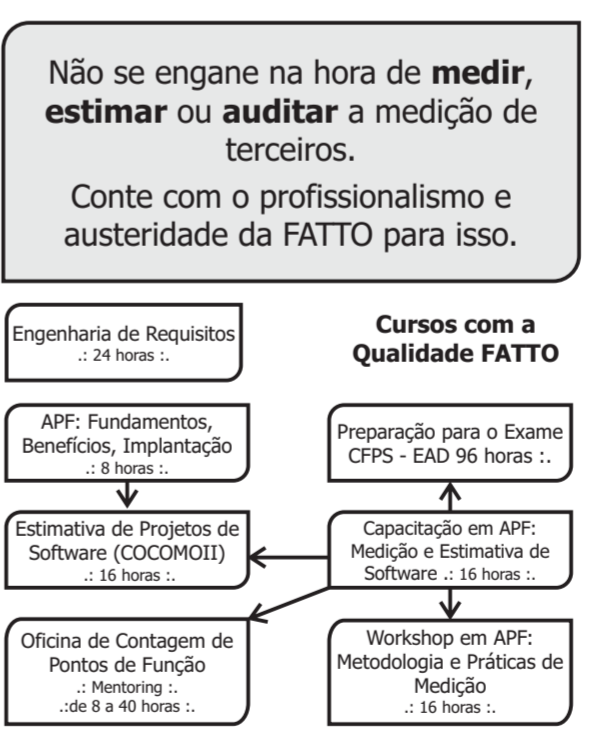 Não se engane na hora de medir,
estimar ou auditar a medição de
terceiros.
Conte com o profissionalismo e
austeridade da FATTO para isso.
Engenharia de Requisitos
.: 24 horas :.
Cursos com a
Qualidade FATTO
APF: Fundamentos,
Benefícios, Implantação
.: 8 horas :.
Preparação para o Exame
CFPS - EAD 96 horas :.
Estimativa de Projetos de
Software (COCOMOII)
.: 16 horas :.
Capacitação em APF:
Medição e Estimativa de
Software .: 16 horas :.
Oficina de Contagem de
Pontos de Função
.: Mentoring :.
.:de 8 a 40 horas :.
Workshop em APF:
Metodologia e Práticas de
Medição
.: 16 horas :.